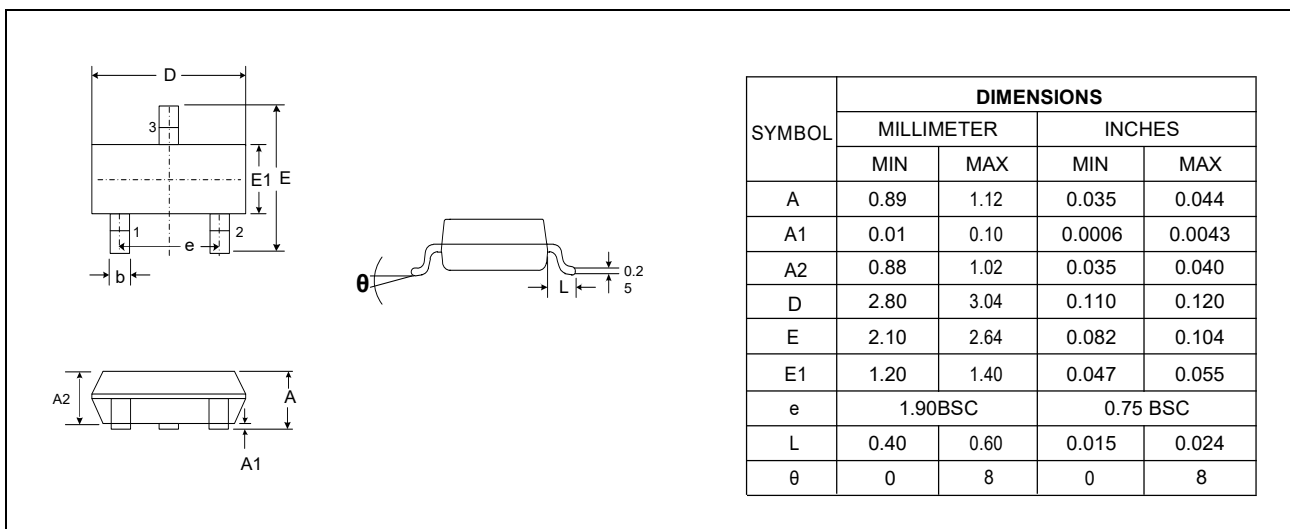 D
3
E1 E
1 2
e
b
θ
L
0.2
5
A2
A
A1
DIMENSIONS
SYMBOL MILLIMETER INCHES
MIN MAX MIN MAX
A 0.89 1.12 0.035 0.044
A1 0.01 0.10 0.0006 0.0043
A2 0.88 1.02 0.035 0.040
D 2.80 3.04 0.110 0.120
E 2.10 2.64 0.082 0.104
E1 1.20 1.40 0.047 0.055
e 1.90BSC 0.75 BSC
L 0.40 0.60 0.015 0.024
θ 0 8 0 8